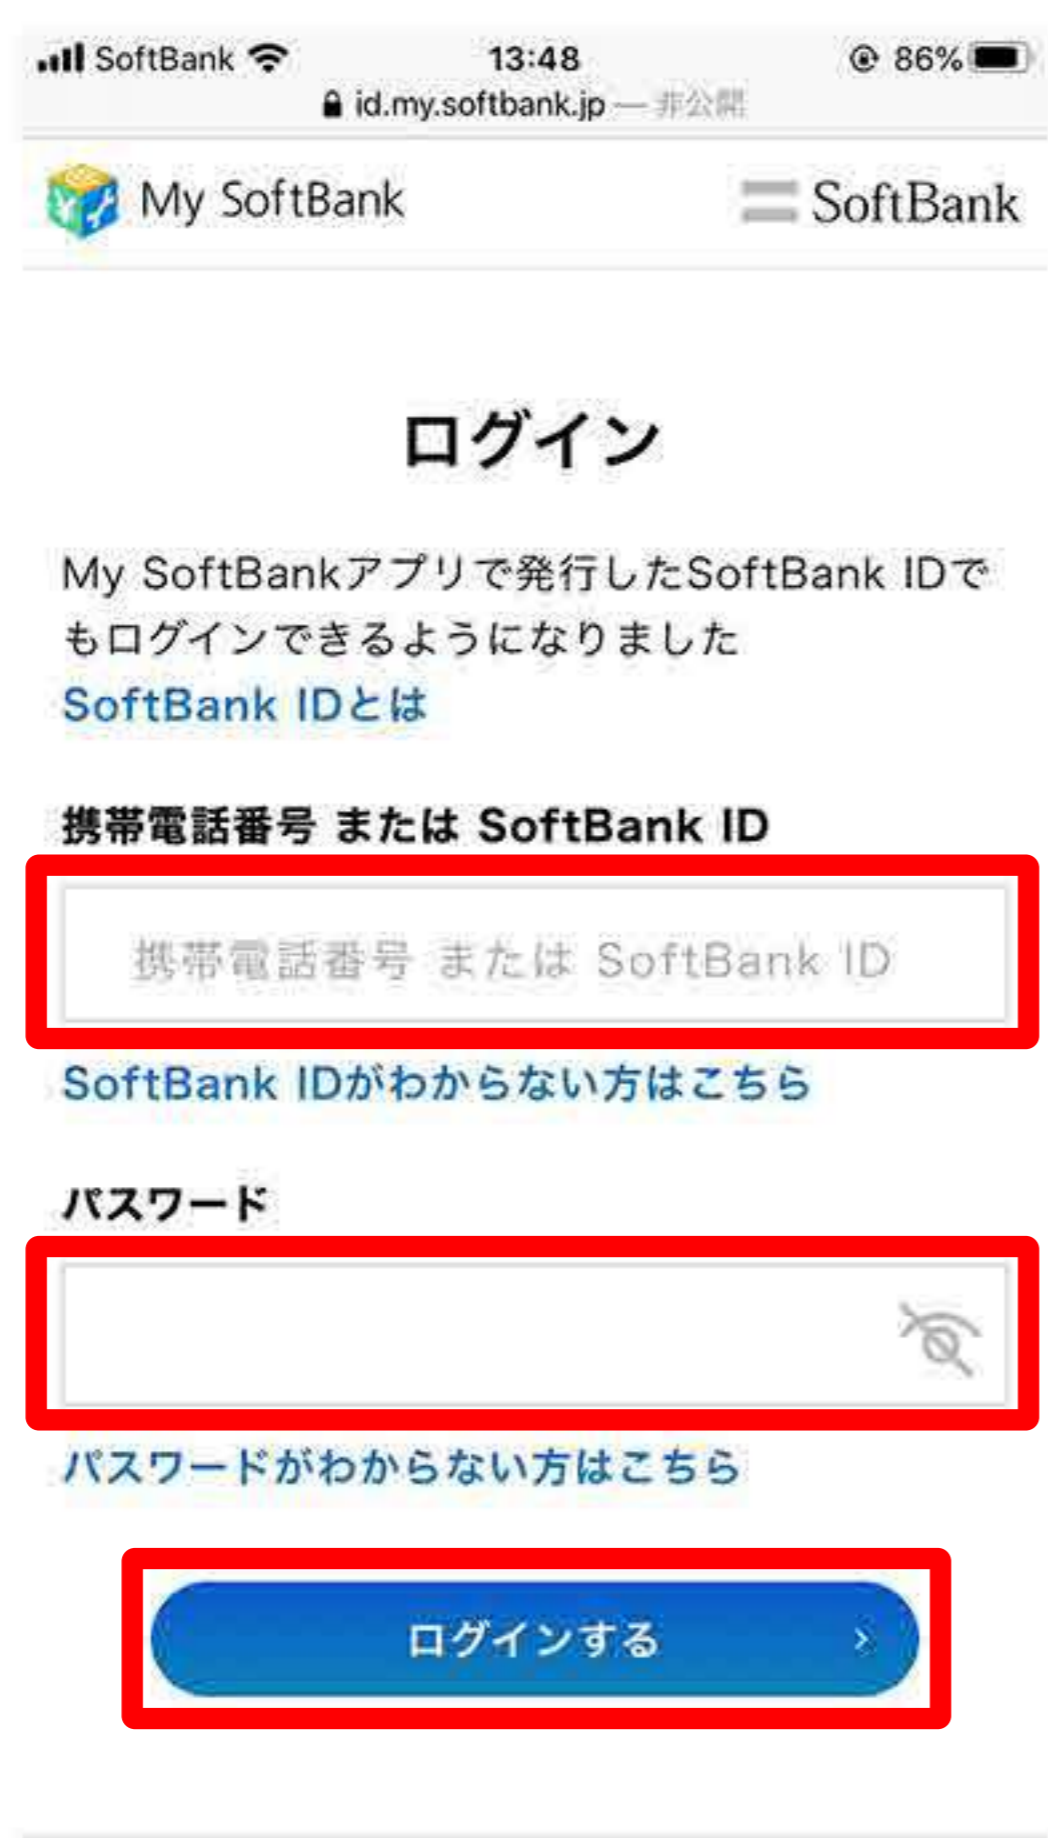 SoftBank 13:48 86%
id.my.softbank.jp — 非公開
My SoftBank SoftBank
ログイン
My SoftBankアプリで発行したSoftBank IDで
もログインできるようになりました
SoftBank IDとは
携帯電話番号 または SoftBank ID
携帯電話番号 または SoftBank ID
SoftBank IDがわからない方はこちら
パスワード
パスワードがわからない方はこちら
ログインする